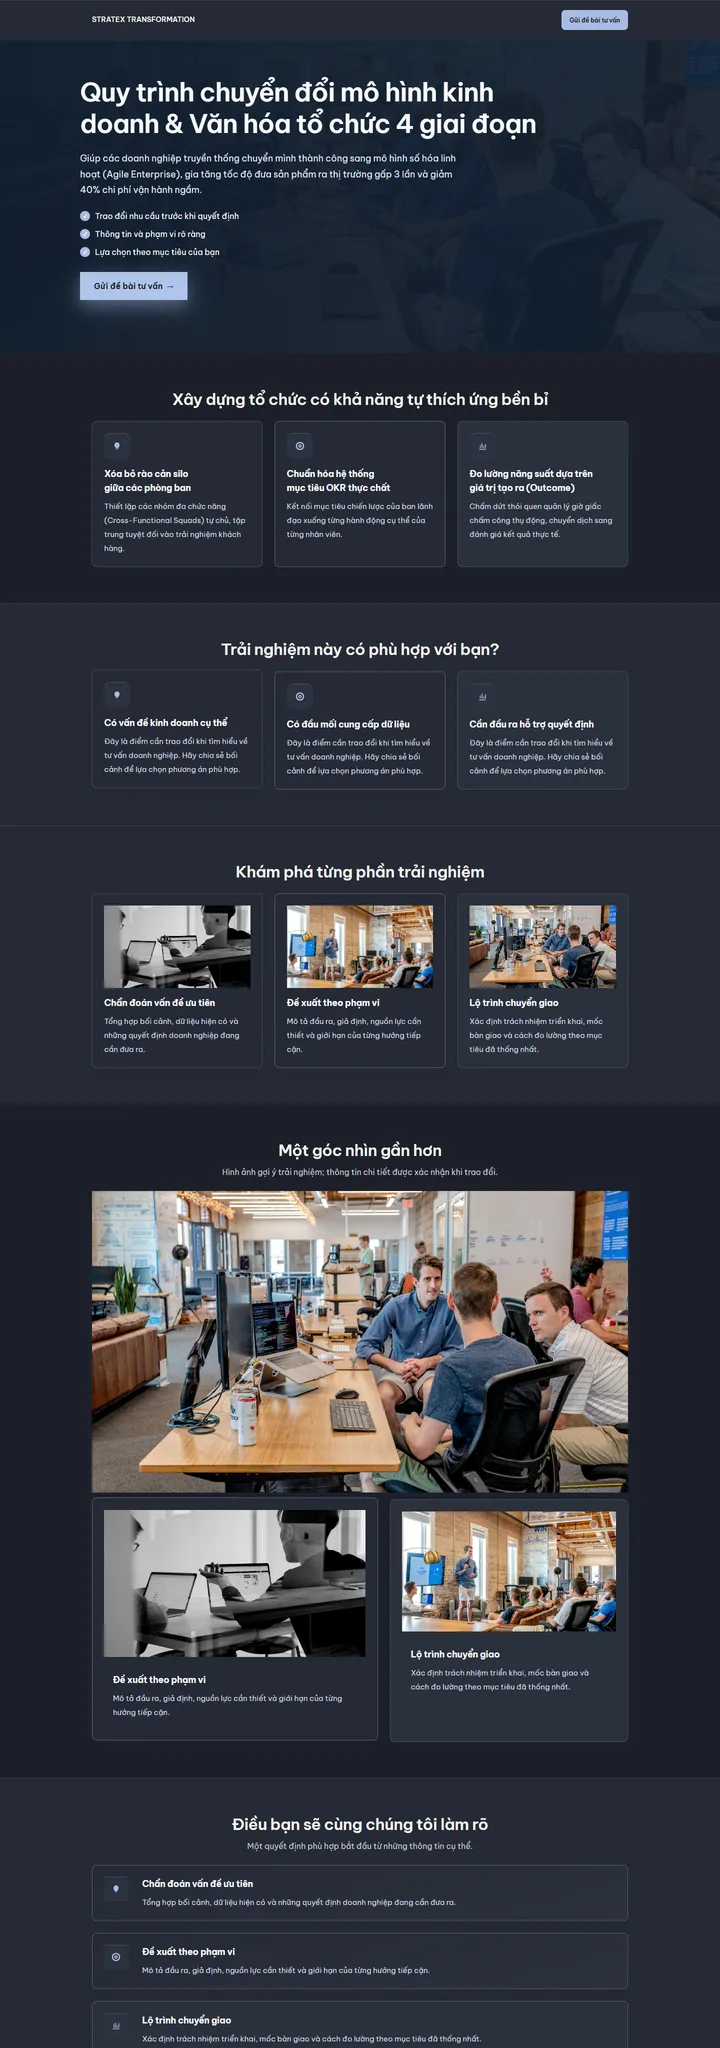 STRATEX TRANSFORMATION
Gửi đề bài tư vấn
Quy trình chuyển đổi mô hình kinh
doanh & Văn hóa tổ chức 4 giai đoạn
Giúp các doanh nghiệp truyền thống chuyển mình thành công sang mô hình số hóa linh
hoạt (Agile Enterprise), gia tăng tốc độ đưa sản phẩm ra thị trường gấp 3 lần và giảm
40% chi phí vận hành ngầm.
Trao đổi nhu cầu trước khi quyết định
Thông tin và phạm vi rõ ràng
Lựa chọn theo mục tiêu của bạn
Gửi đề bài tư vấn →
Xây dựng tổ chức có khả năng tự thích ứng bền bỉ
Xóa bỏ rào cản silo
giữa các phòng ban
Thiết lập các nhóm đa chức năng
(Cross-Functional Squads) tự chủ, tập
trung tuyệt đối vào trải nghiệm khách
hàng.
Chuẩn hóa hệ thống
mục tiêu OKR thực chất
Kết nối mục tiêu chiến lược của ban lãnh
đạo xuống từng hành động cụ thể của
từng nhân viên.
Đo lường năng suất dựa trên
giá trị tạo ra (Outcome)
Chấm dứt thói quen quản lý giờ giấc
chấm công thụ động, chuyển dịch sang
đánh giá kết quả thực tế.
Trải nghiệm này có phù hợp với bạn?
Có vấn đề kinh doanh cụ thể
Đây là điểm cần trao đổi khi tìm hiểu về
tư vấn doanh nghiệp. Hãy chia sẻ bối
cảnh để lựa chọn phương án phù hợp.
Có đầu mối cung cấp dữ liệu
Đây là điểm cần trao đổi khi tìm hiểu về
tư vấn doanh nghiệp. Hãy chia sẻ bối
cảnh để lựa chọn phương án phù hợp.
Cần đầu ra hỗ trợ quyết định
Đây là điểm cần trao đổi khi tìm hiểu về
tư vấn doanh nghiệp. Hãy chia sẻ bối
cảnh để lựa chọn phương án phù hợp.
Khám phá từng phần trải nghiệm
Chẩn đoán vấn đề ưu tiên
Tổng hợp bối cảnh, dữ liệu hiện có và
những quyết định doanh nghiệp đang
cần đưa ra.
Đề xuất theo phạm vi
Mô tả đầu ra, giả định, nguồn lực cần
thiết và giới hạn của từng hướng tiếp
cận.
Lộ trình chuyển giao
Xác định trách nhiệm triển khai, mốc
bàn giao và cách đo lường theo mục
tiêu đã thống nhất.
Một góc nhìn gần hơn
Hình ảnh gợi ý trải nghiệm; thông tin chi tiết được xác nhận khi trao đổi.
Đề xuất theo phạm vi
Mô tả đầu ra, giả định, nguồn lực cần thiết và giới hạn của từng
hướng tiếp cận.
Lộ trình chuyển giao
Xác định trách nhiệm triển khai, mốc bàn giao và
cách đo lường theo mục tiêu đã thống nhất.
Điều bạn sẽ cùng chúng tôi làm rõ
Một quyết định phù hợp bắt đầu từ những thông tin cụ thể.
Chẩn đoán vấn đề ưu tiên
Tổng hợp bối cảnh, dữ liệu hiện có và những quyết định doanh nghiệp đang cần đưa ra.
Đề xuất theo phạm vi
Mô tả đầu ra, giả định, nguồn lực cần thiết và giới hạn của từng hướng tiếp cận.
Lộ trình chuyển giao
Xác định trách nhiệm triển khai, mốc bàn giao và cách đo lường theo mục tiêu đã thống nhất.